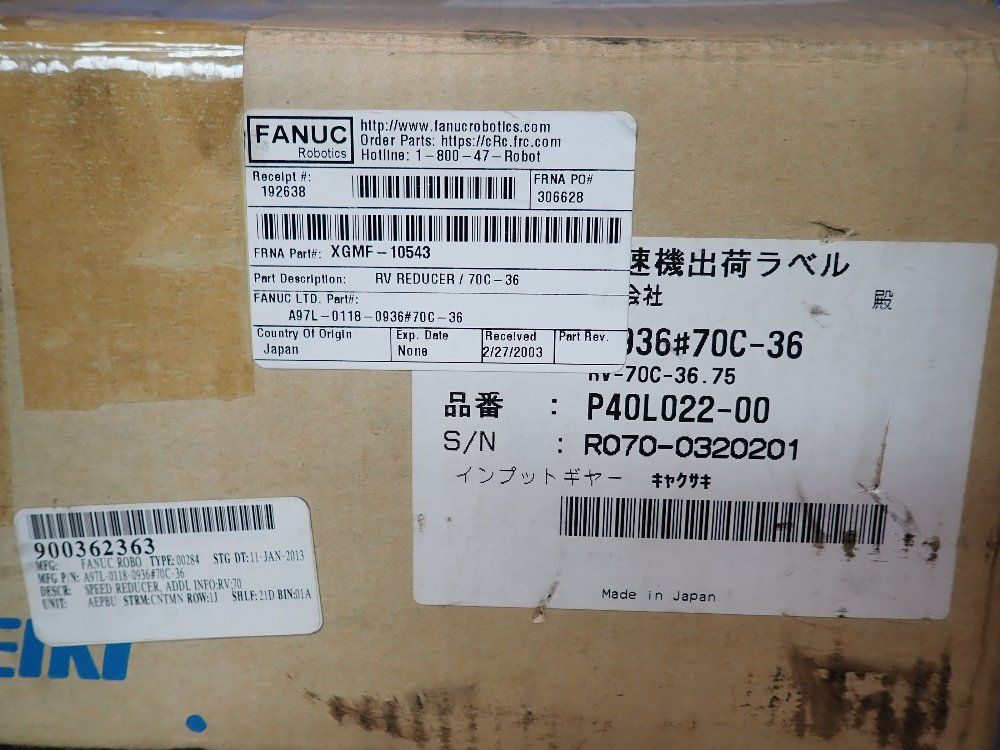 FANUC
Robotics
http://www.fanucrobotics.com
Order Parts: https://cRc.frc.com
Hotline: 1-800-47-Robot
Receipt #:
192638
FRNA PO#
306628
FRNA Part#: XGMF-10543
Part Description: RV REDUCER / 70C-36
FANUC LTD. Part#:
A97L-0118-0936#70C-36
Country Of Origin
Japan
Exp. Date
None
Received
2/27/2003
Part Rev.
速機出荷ラベル
会社 殿
936#70C-36
RV-70C-36.75
品番 : P40L022-00
S/N : R070-0320201
インプットギヤー キャクサキ
Made in Japan
900362363
MFG: FANUC ROBO TYPE:00284 STG DT:11-JAN-2013
MFG P/N: A97L-0118-0936#70C-36
DESCR: SPEED REDUCER, ADDL INFO:RV:70
UNIT: AEPBU STRM:CNTMN ROW:1J SHLF:21D BIN:01A
EIKI